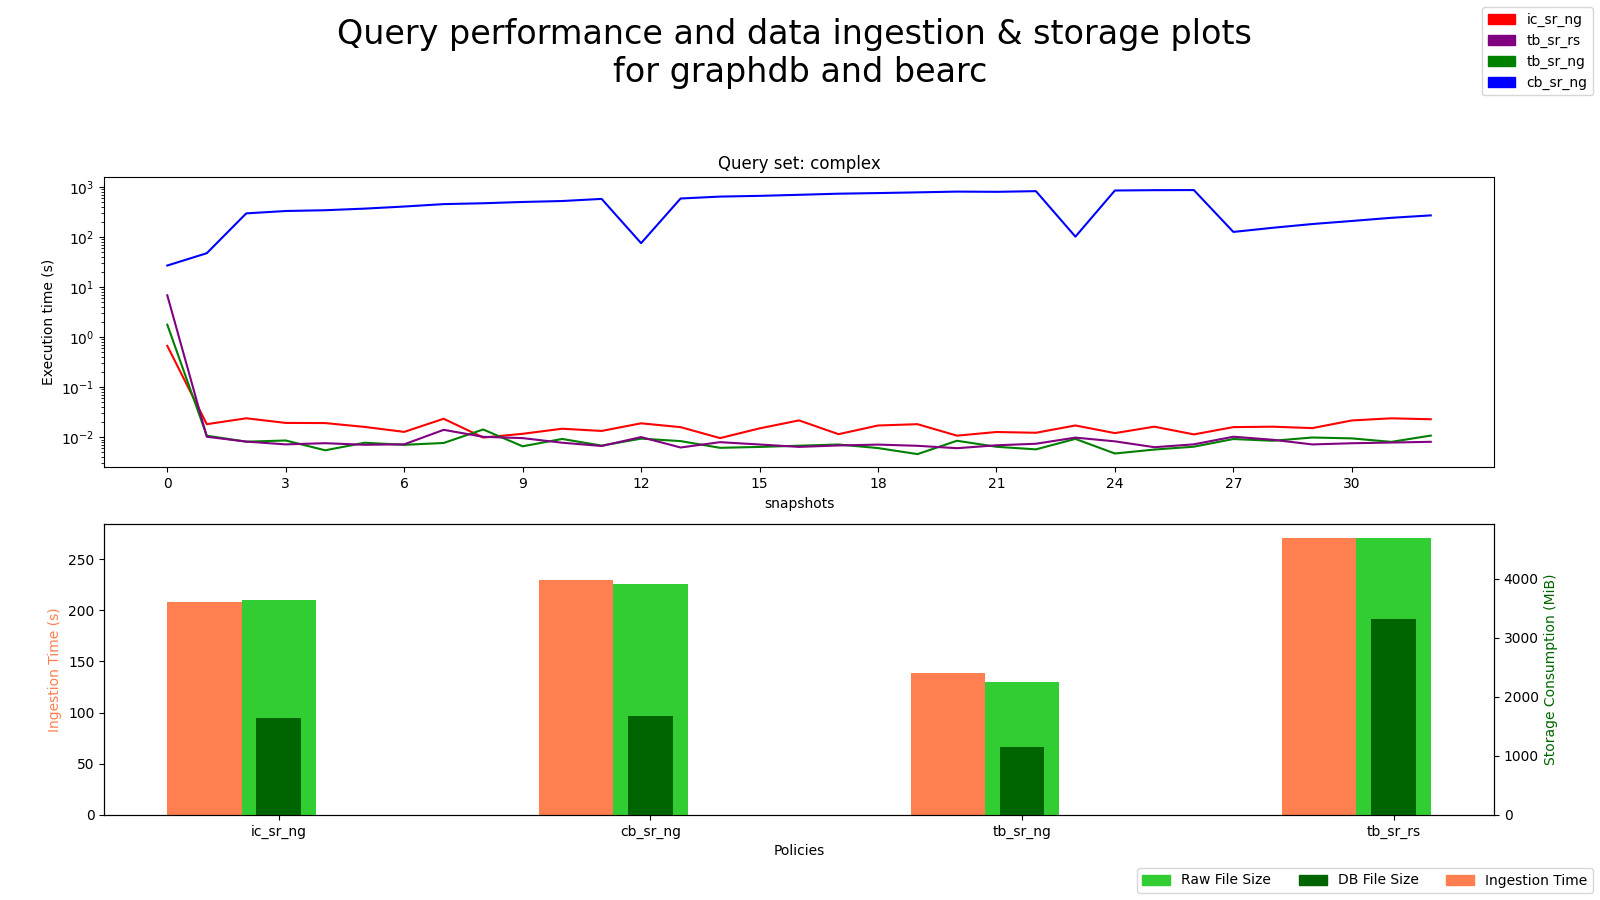 Query performance and data ingestion & storage plots
for graphdb and bearc
ic_sr_ng
tb_sr_rs
tb_sr_ng
cb_sr_ng
Query set: complex
Execution time (s)
10³
10²
10¹
10⁰
10⁻¹
10⁻²
0 3 6 9 12 15 18 21 24 27 30
snapshots
Ingestion Time (s)
250
200
150
100
50
0
4000
3000
2000
1000
0
Storage Consumption (MiB)
ic_sr_ng cb_sr_ng tb_sr_ng tb_sr_rs
Policies
Raw File Size DB File Size Ingestion Time